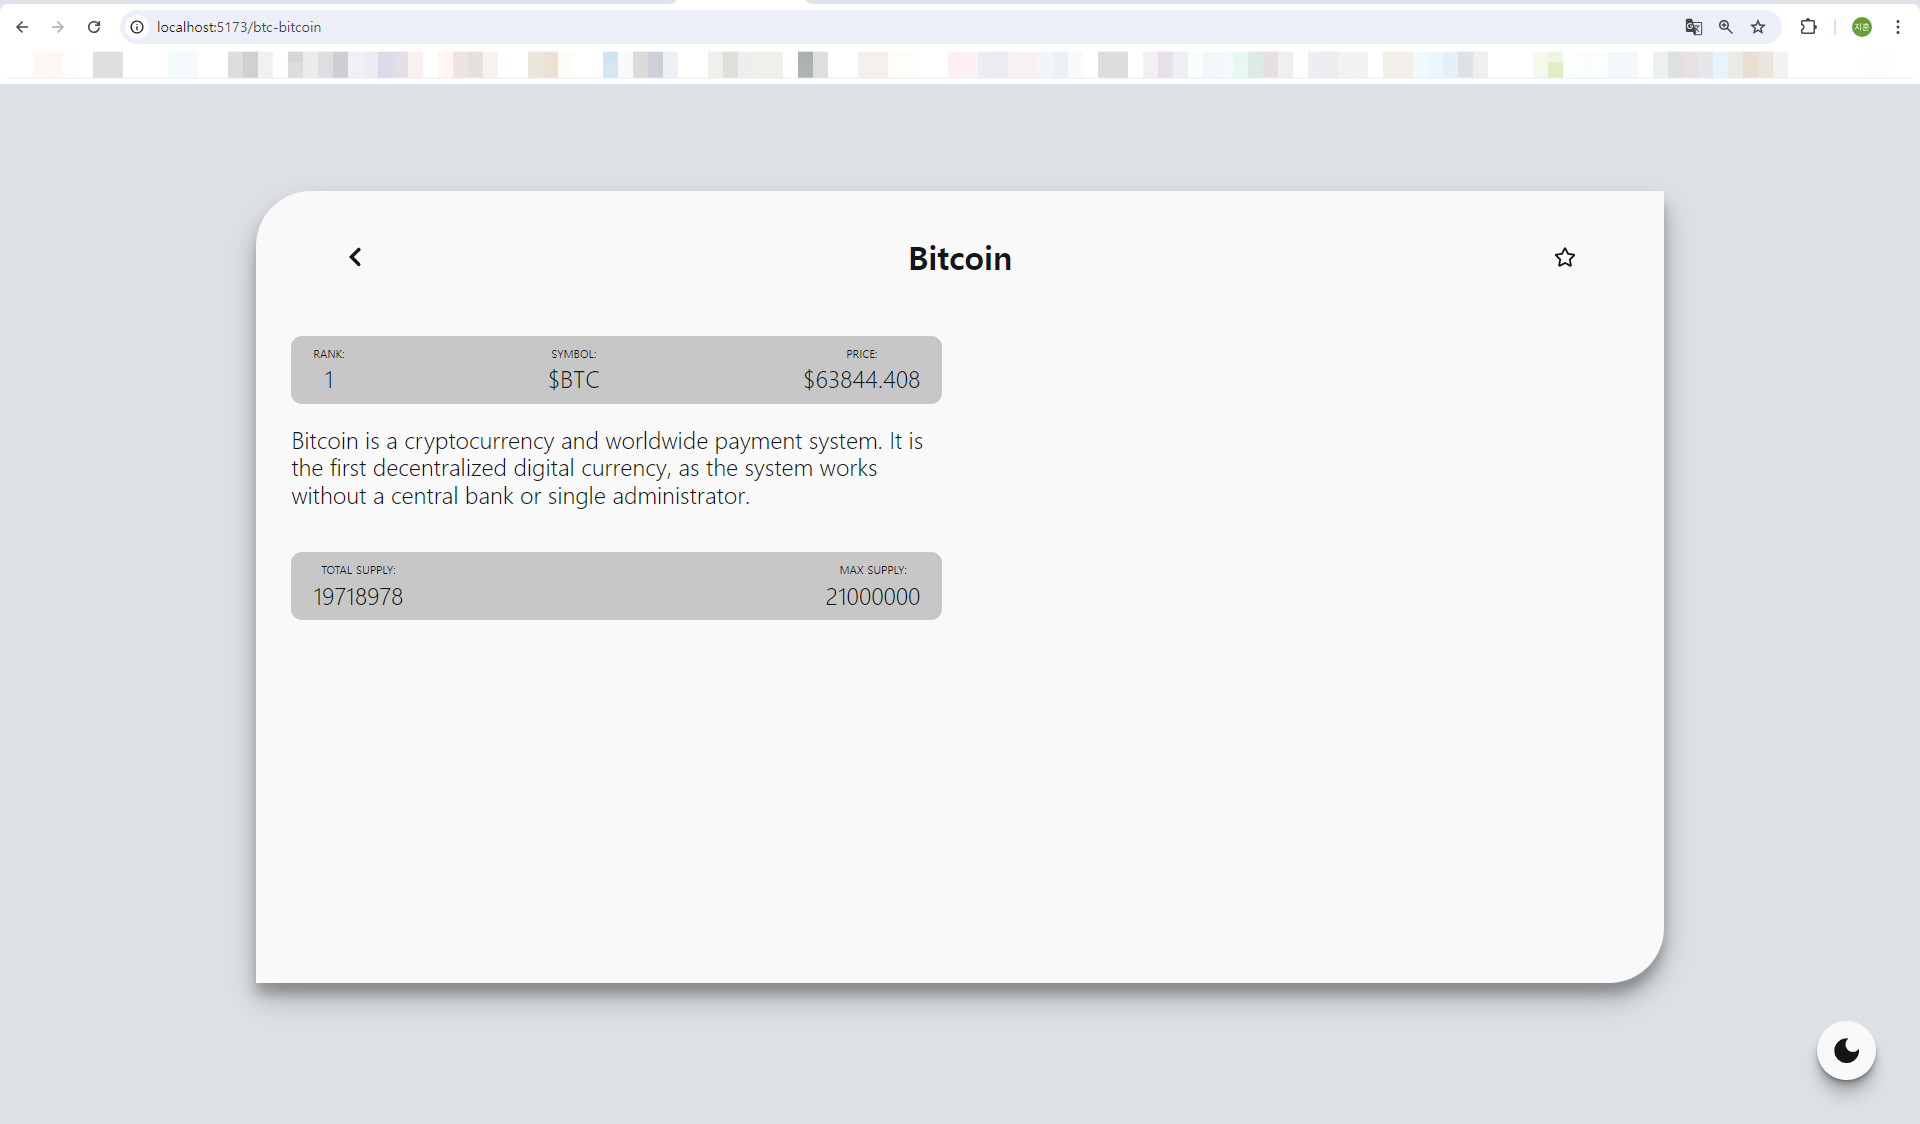 localhost:5173/btc-bitcoin
지훈
Bitcoin
RANK:
1
SYMBOL:
$BTC
PRICE:
$63844.408
Bitcoin is a cryptocurrency and worldwide payment system. It is
the first decentralized digital currency, as the system works
without a central bank or single administrator.
TOTAL SUPPLY:
19718978
MAX SUPPLY:
21000000